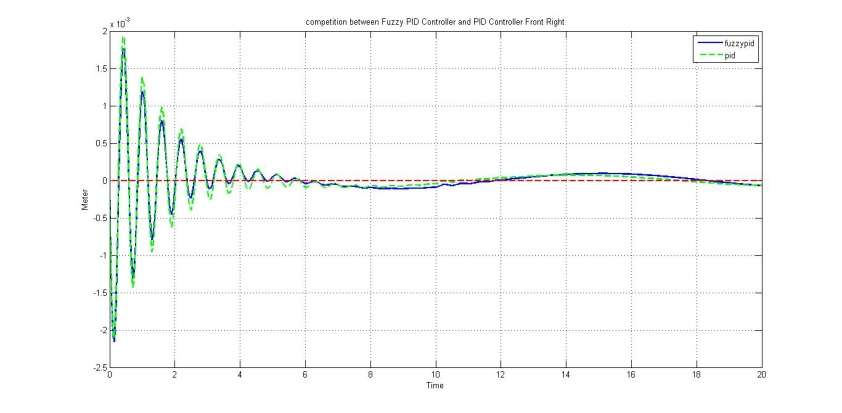 competition between Fuzzy PID Controller and PID Controller Front Right
x 10^-3
2
1.5
1
0.5
0
-0.5
-1
-1.5
-2
-2.5
Meter
fuzzypid
pid
0 2 4 6 8 10 12 14 16 18 20
Time